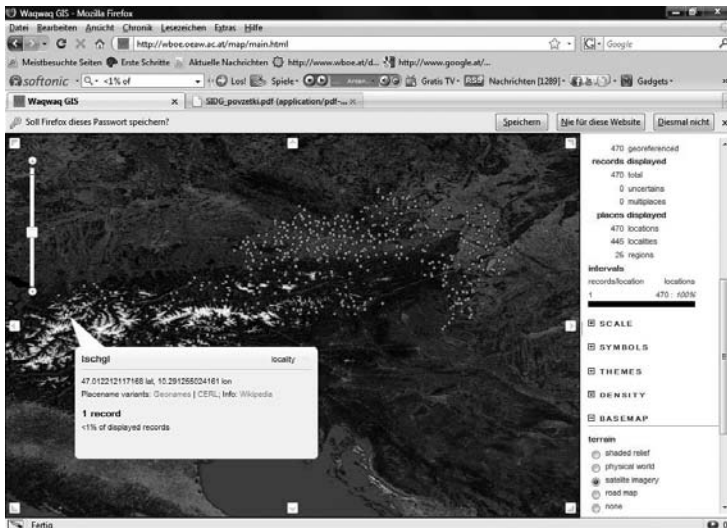 Waqwaq GIS - Mozilla Firefox
Datei Bearbeiten Ansicht Chronik Lesezeichen Extras Hilfe
http://wboe.oeaw.ac.at/map/main.html
Google
Meistbesuchte Seiten Erste Schritte Aktuelle Nachrichten http://www.wboe.at/d... http://www.google.at/...
softonic <1% of Los! Spiele Gratis TV Nachrichten [1289] Gadgets
Waqwaq GIS
SIDG_povzetki.pdf (application/pdf-...
Soll Firefox dieses Passwort speichern?
Speichern Nie für diese Website Diesmal nicht
470 georeferenced
records displayed
470 total
0 uncertains
0 multiplaces
places displayed
470 locations
445 localities
26 regions
intervals
records/location locations
1 470 : 100%
SCALE
SYMBOLS
THEMES
DENSITY
BASEMAP
terrain
shaded relief
physical world
satelite imagery
road map
none
Ischgl locality
47.012212117168 lat, 10.291255024161 lon
Placename variants: Geonames | CERL; Info: Wikipedia
1 record
<1% of displayed records
Fertig